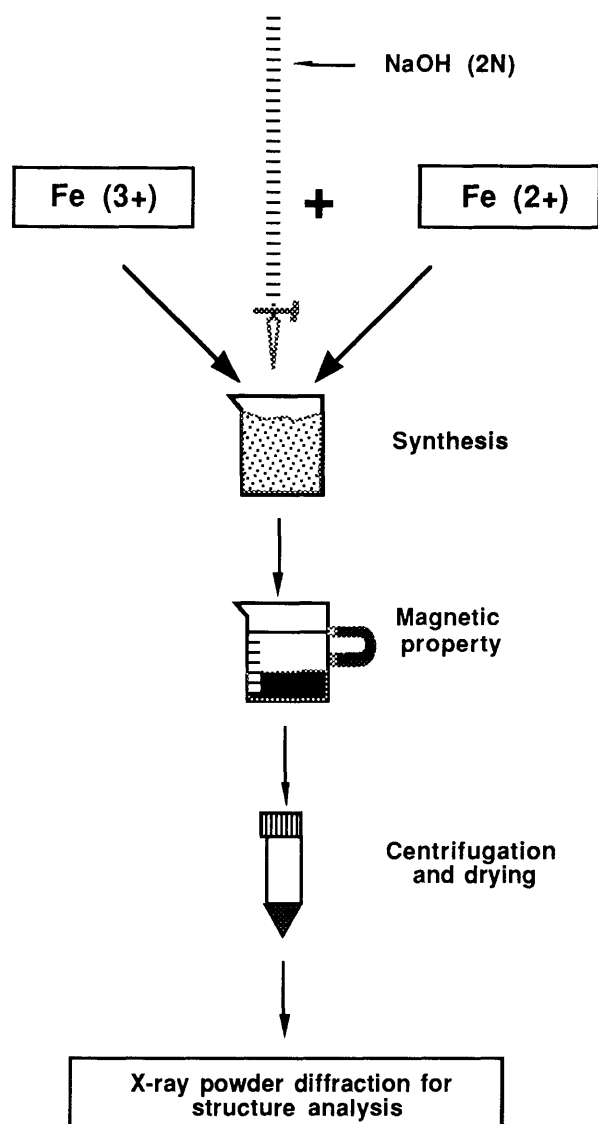 NaOH (2N)
Fe (3+)
+
Fe (2+)
Synthesis
Magnetic
property
Centrifugation
and drying
X-ray powder diffraction for
structure analysis